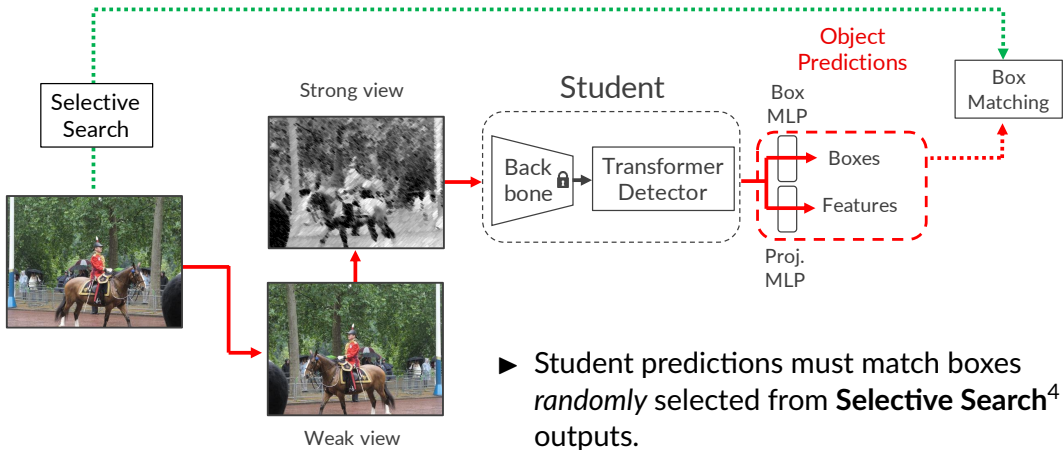 Object
Predictions
Selective
Search
Strong view
Student
Box
MLP
Box
Matching
Back
bone
Transformer
Detector
Boxes
Features
Proj.
MLP
Weak view
► Student predictions must match boxes
randomly selected from Selective Search⁴
outputs.